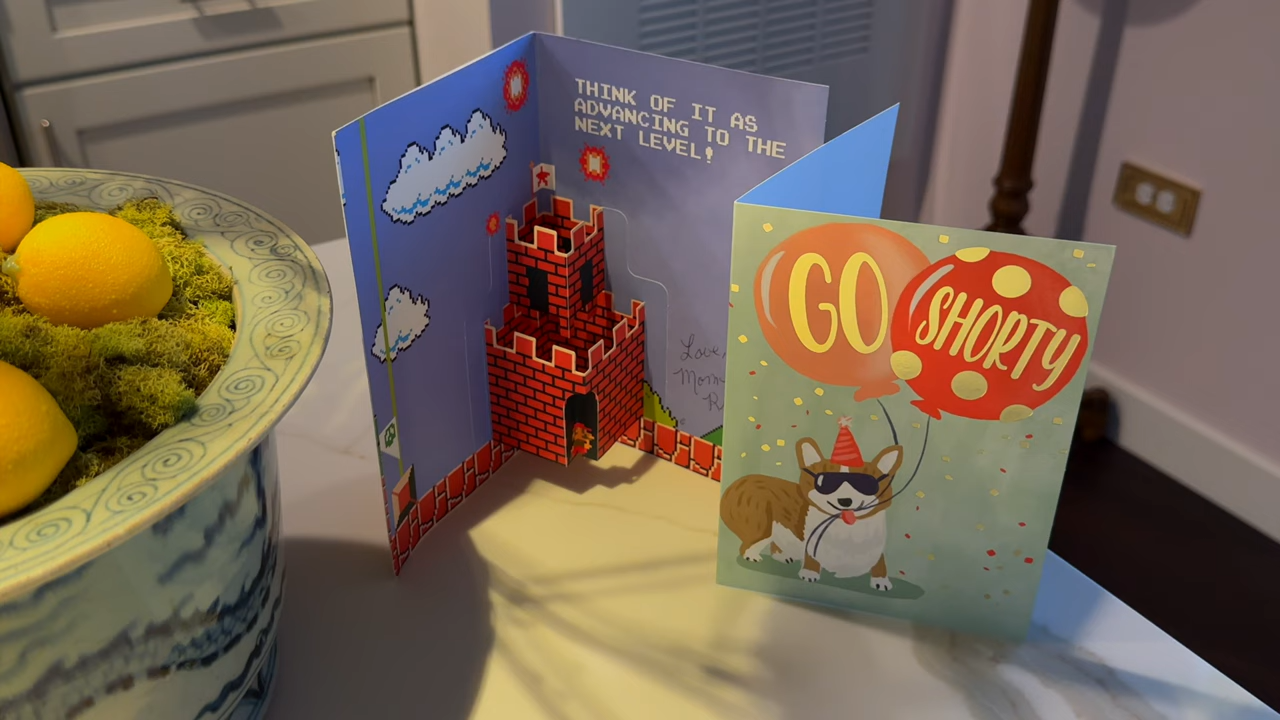 THINK OF IT AS
ADVANCING TO THE
NEXT LEVEL!
Love,
GO
SHORTY